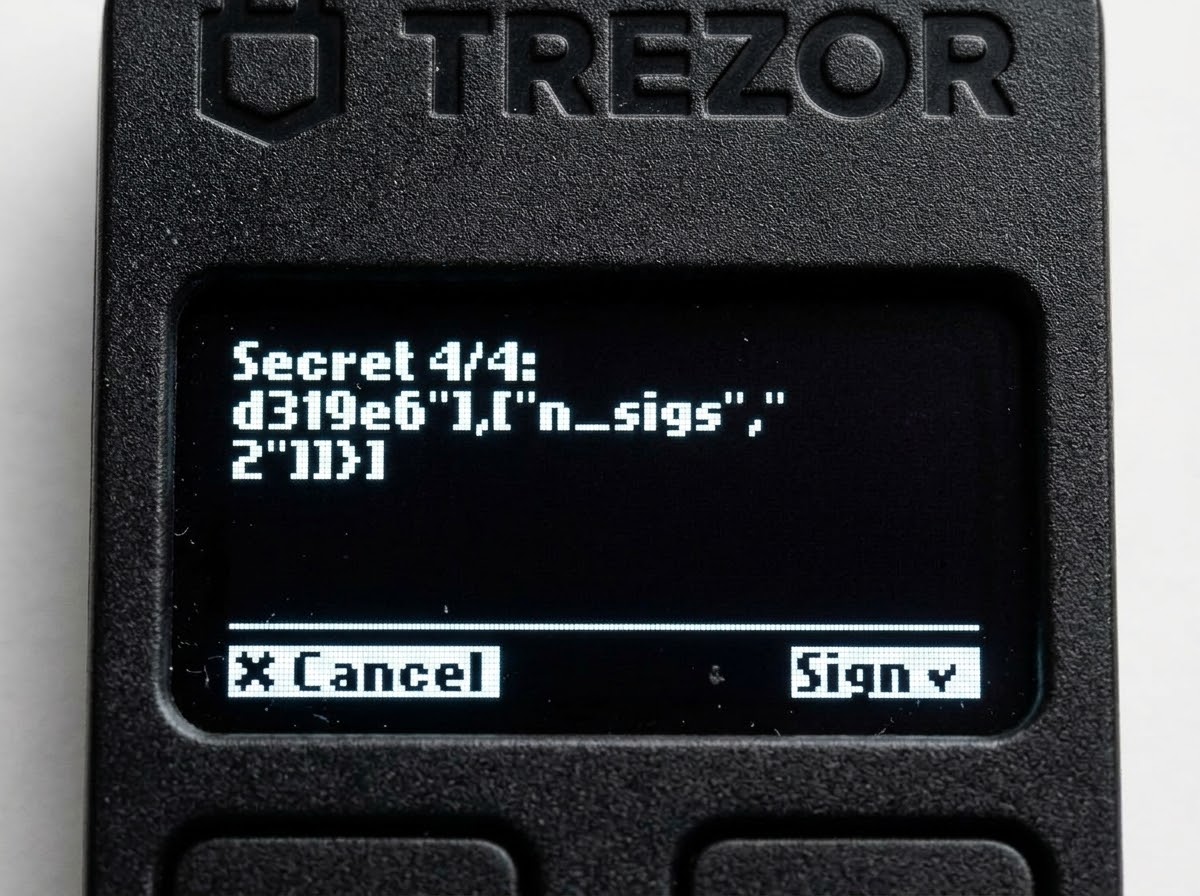 TREZOR
Secret 4/4:
d319e6"],["n_sigs","
2"]]}]
✗ Cancel
Sign ✓